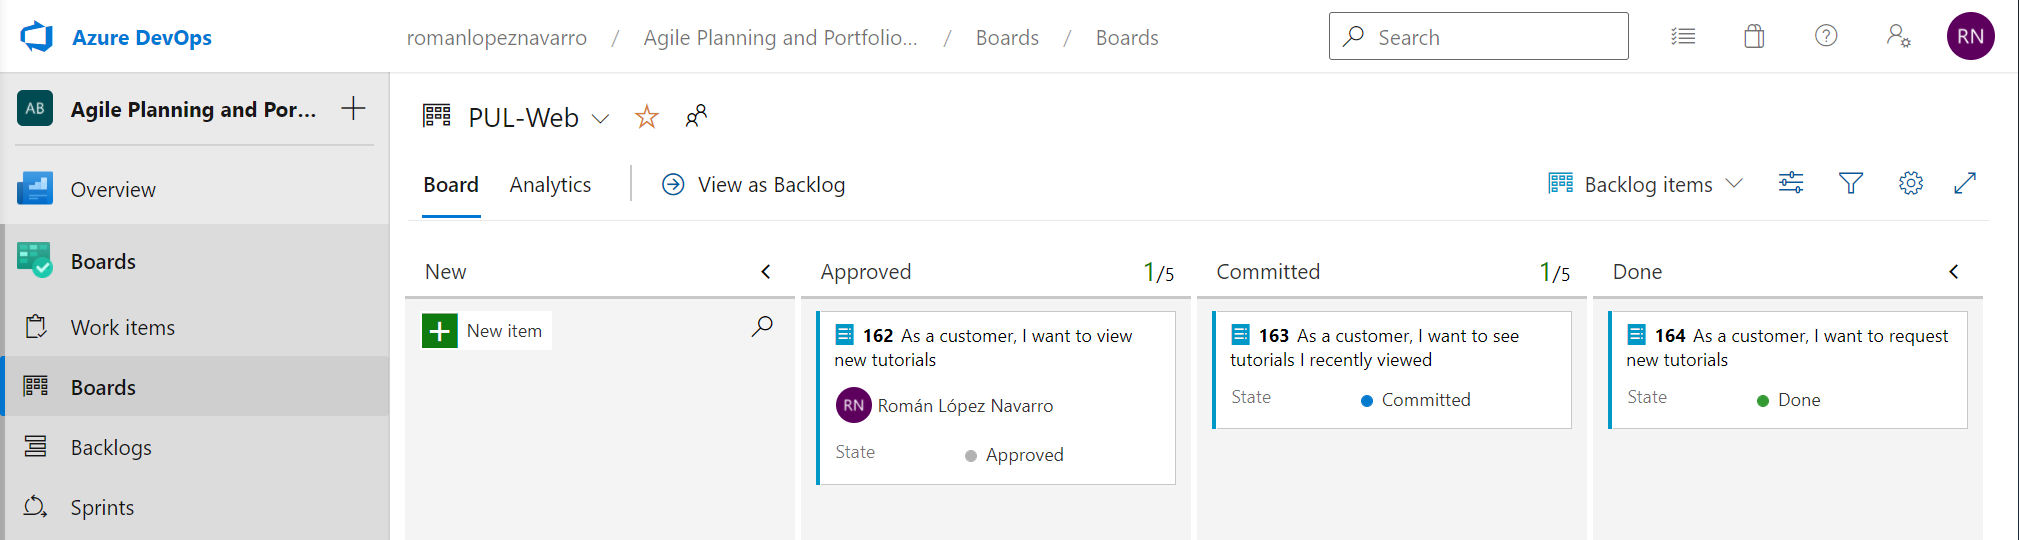 Azure DevOps
romanlopeznavarro / Agile Planning and Portfolio... / Boards / Boards
Search
RN
AB Agile Planning and Por...
Overview
Boards
Work items
Boards
Backlogs
Sprints
PUL-Web
Board Analytics View as Backlog
Backlog items
New
New item
Approved 1/5
162 As a customer, I want to view
new tutorials
RN Román López Navarro
State Approved
Committed 1/5
163 As a customer, I want to see
tutorials I recently viewed
State Committed
Done
164 As a customer, I want to request
new tutorials
State Done